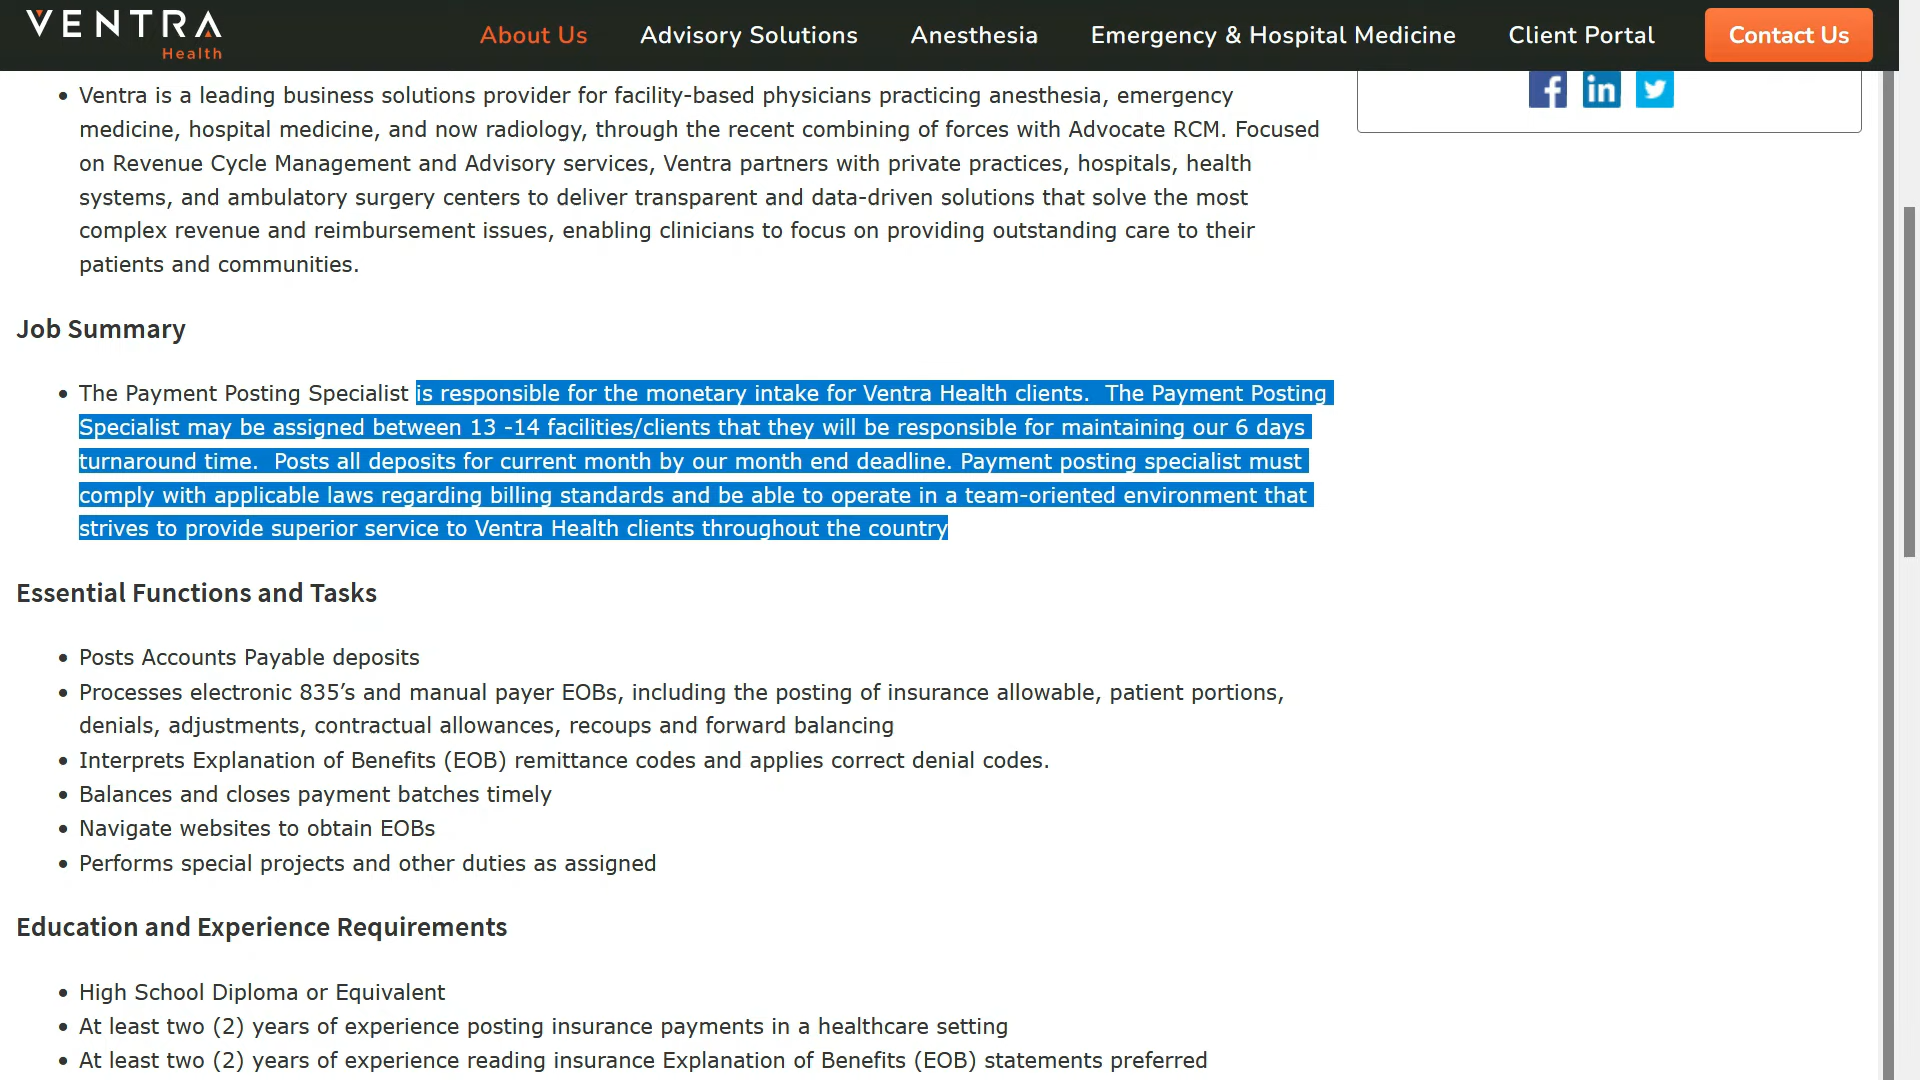 VENTRA
Health
About Us
Advisory Solutions
Anesthesia
Emergency & Hospital Medicine
Client Portal
Contact Us
Ventra is a leading business solutions provider for facility-based physicians practicing anesthesia, emergency
medicine, hospital medicine, and now radiology, through the recent combining of forces with Advocate RCM. Focused
on Revenue Cycle Management and Advisory services, Ventra partners with private practices, hospitals, health
systems, and ambulatory surgery centers to deliver transparent and data-driven solutions that solve the most
complex revenue and reimbursement issues, enabling clinicians to focus on providing outstanding care to their
patients and communities.
Job Summary
The Payment Posting Specialist is responsible for the monetary intake for Ventra Health clients.  The Payment Posting
Specialist may be assigned between 13 -14 facilities/clients that they will be responsible for maintaining our 6 days
turnaround time.  Posts all deposits for current month by our month end deadline. Payment posting specialist must
comply with applicable laws regarding billing standards and be able to operate in a team-oriented environment that
strives to provide superior service to Ventra Health clients throughout the country
Essential Functions and Tasks
Posts Accounts Payable deposits
Processes electronic 835’s and manual payer EOBs, including the posting of insurance allowable, patient portions,
denials, adjustments, contractual allowances, recoups and forward balancing
Interprets Explanation of Benefits (EOB) remittance codes and applies correct denial codes.
Balances and closes payment batches timely
Navigate websites to obtain EOBs
Performs special projects and other duties as assigned
Education and Experience Requirements
High School Diploma or Equivalent
At least two (2) years of experience posting insurance payments in a healthcare setting
At least two (2) years of experience reading insurance Explanation of Benefits (EOB) statements preferred